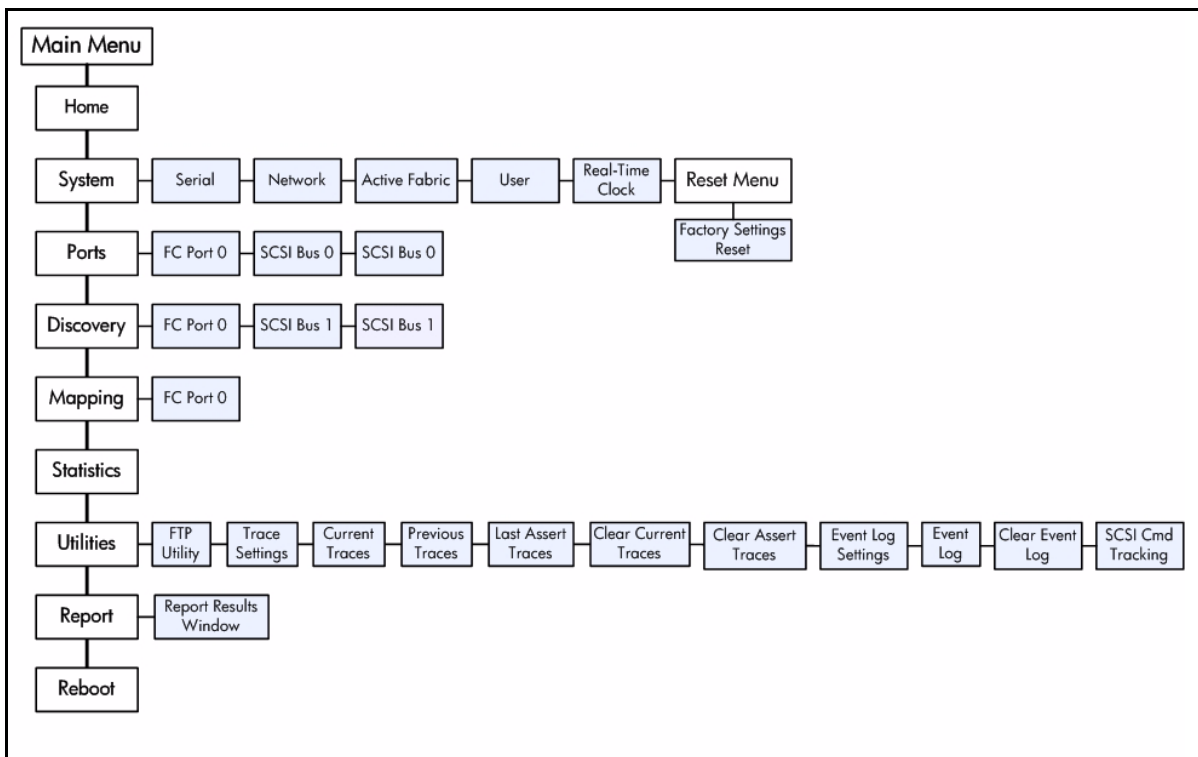 Main Menu
Home
System
Serial
Network
Active Fabric
User
Real-Time
Clock
Reset Menu
Factory Settings
Reset
Ports
FC Port 0
SCSI Bus 0
SCSI Bus 0
Discovery
FC Port 0
SCSI Bus 1
SCSI Bus 1
Mapping
FC Port 0
Statistics
Utilities
FTP
Utility
Trace
Settings
Current
Traces
Previous
Traces
Last Assert
Traces
Clear Current
Traces
Clear Assert
Traces
Event Log
Settings
Event
Log
Clear Event
Log
SCSI Cmd
Tracking
Report
Report Results
Window
Reboot